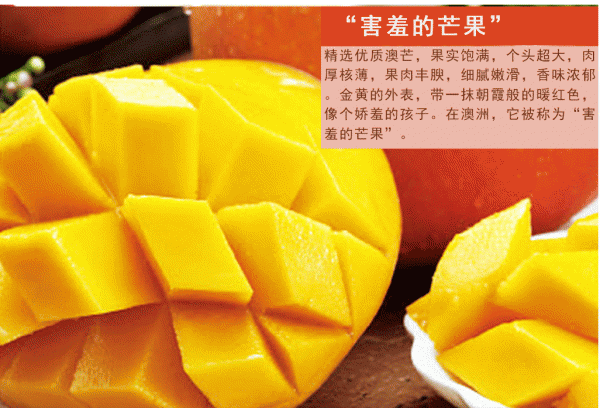 “害羞的芒果”
精选优质澳芒，果实饱满，个头超大，肉
厚核薄，果肉丰腴，细腻嫩滑，香味浓郁
。金黄的外表，带一抹朝霞般的暖红色，
像个娇羞的孩子。在澳洲，它被称为“害
羞的芒果”。